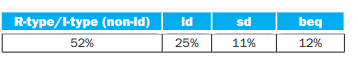 R-type/I-type (non-ld) ld sd beq
52% 25% 11% 12%